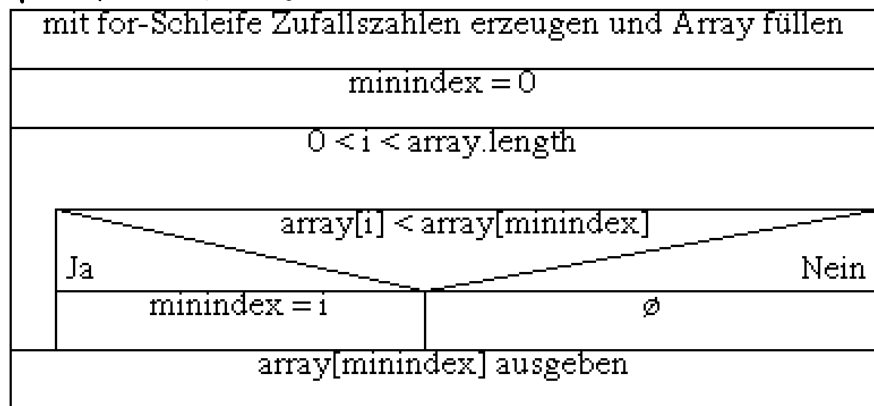 mit for-Schleife Zufallszahlen erzeugen und Array füllen
minindex = 0
0 < i < array.length
array[i] < array[minindex]
Ja
Nein
minindex = i
ø
array[minindex] ausgeben